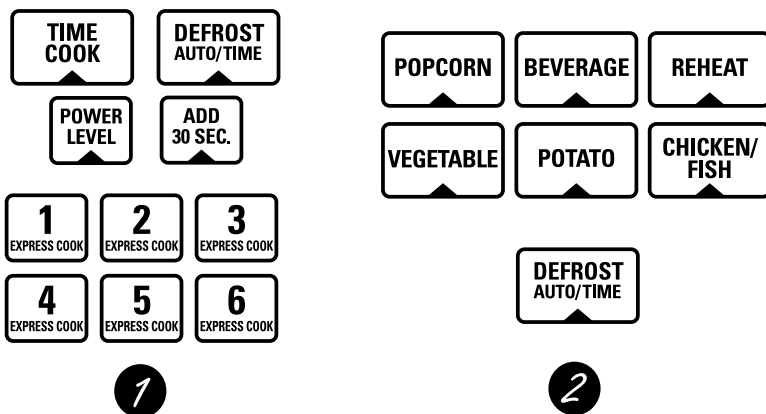 TIME
COOK
DEFROST
AUTO/TIME
POWER
LEVEL
ADD
30 SEC.
1
EXPRESS COOK
2
EXPRESS COOK
3
EXPRESS COOK
4
EXPRESS COOK
5
EXPRESS COOK
6
EXPRESS COOK
1
POPCORN
BEVERAGE
REHEAT
VEGETABLE
POTATO
CHICKEN/
FISH
DEFROST
AUTO/TIME
2